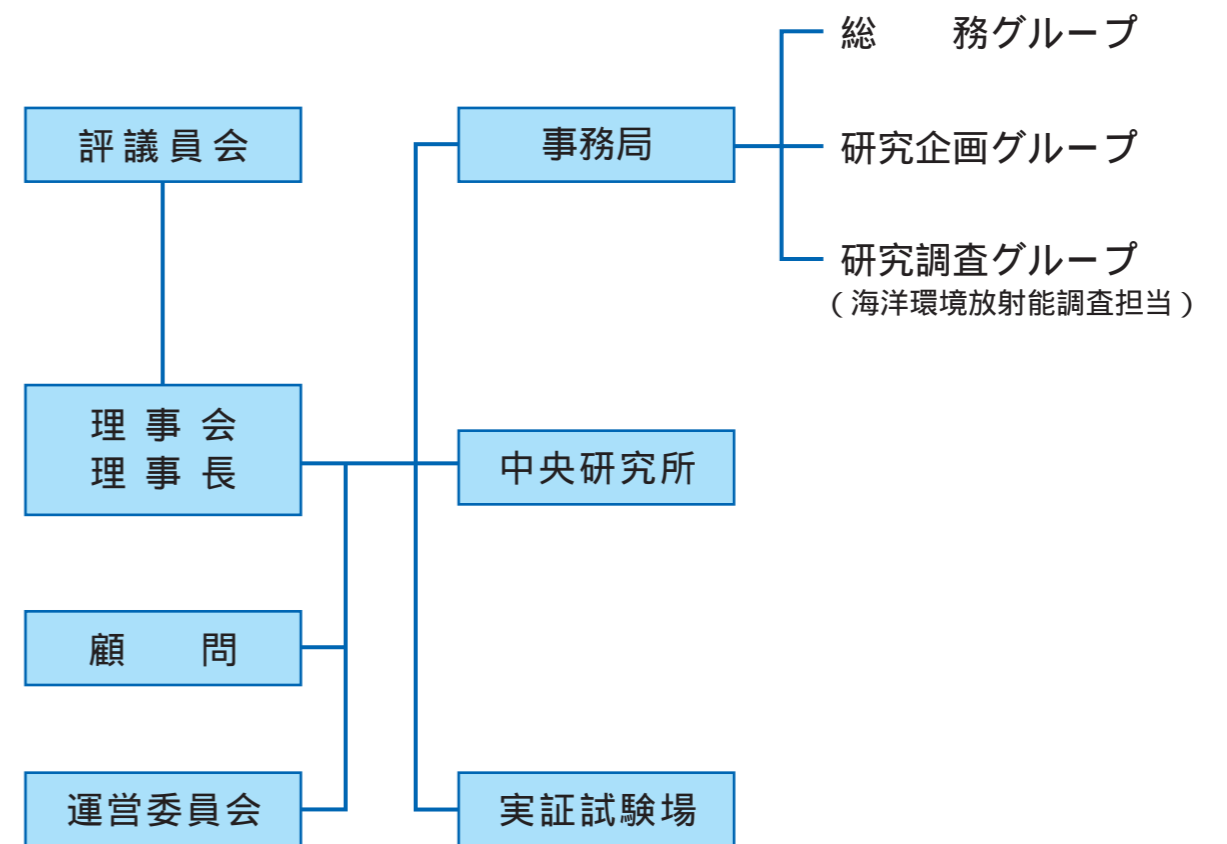 評議員会
理事会
理事長
顧　問
運営委員会
事務局
中央研究所
実証試験場
総　務グループ
研究企画グループ
研究調査グループ
（海洋環境放射能調査担当）